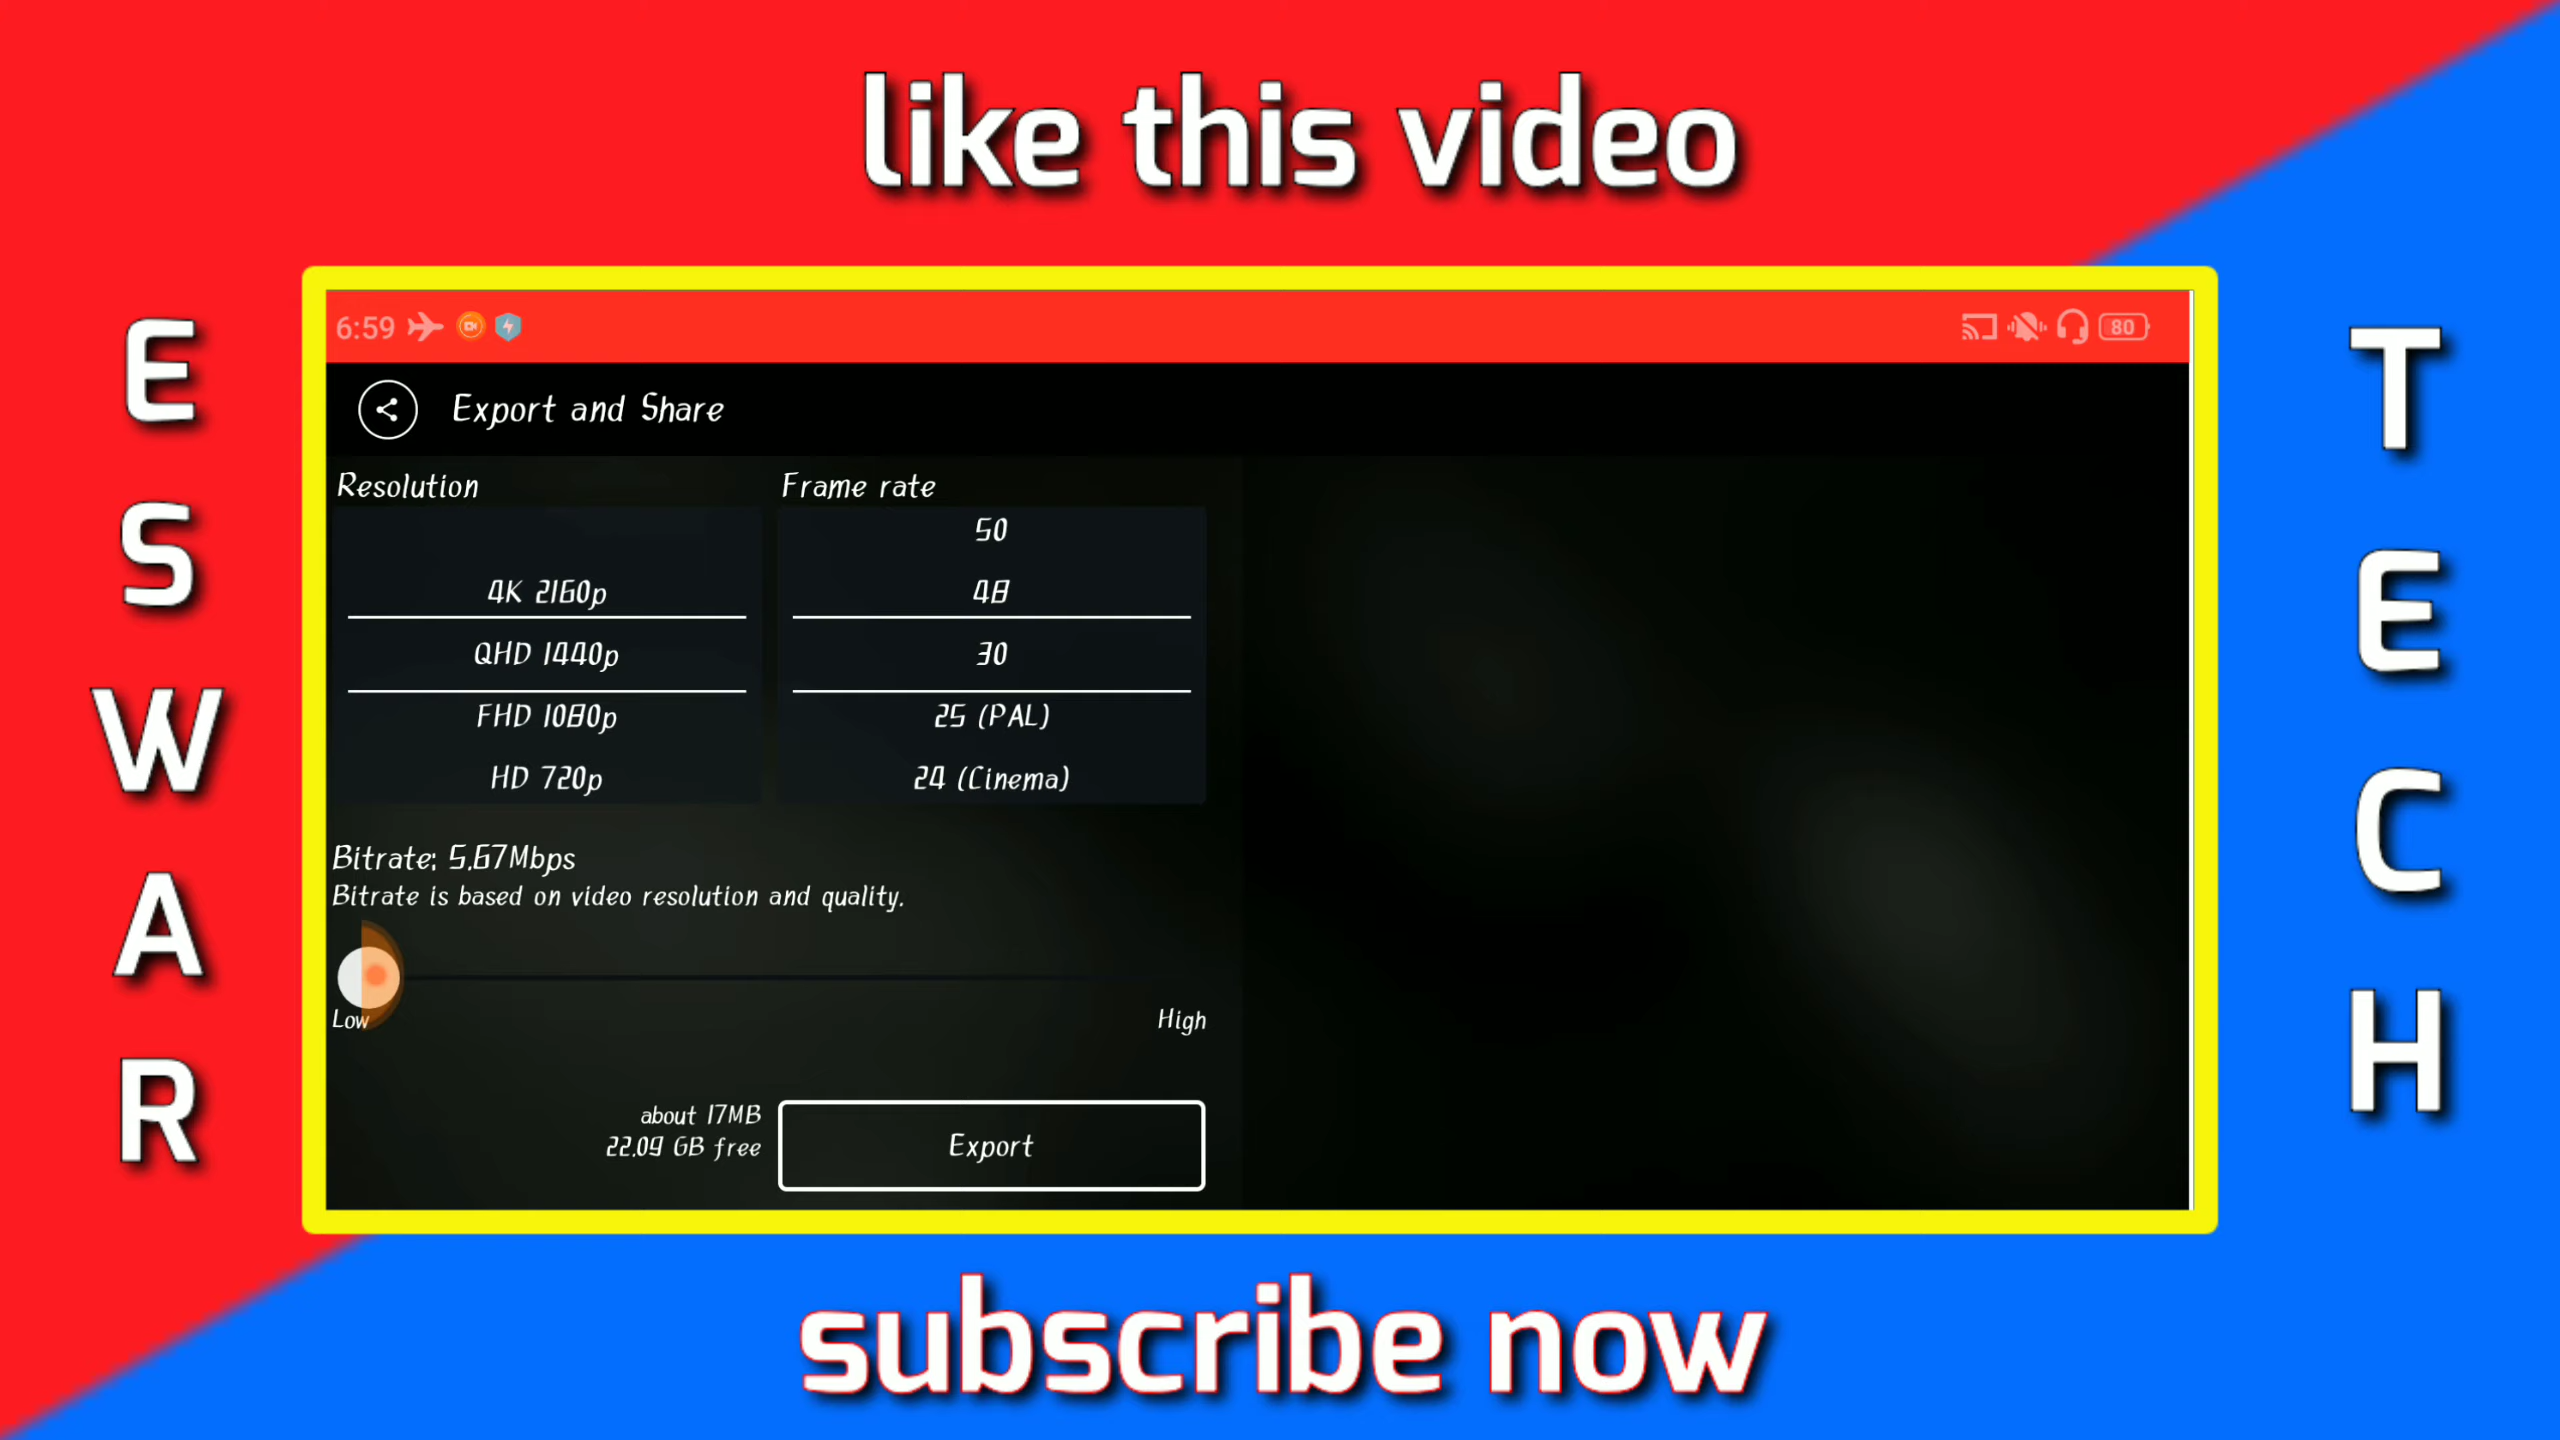 like this video
E
S
W
A
R
6:59
80
Export and Share
Resolution
4K 2160p
QHD 1440p
FHD 1080p
HD 720p
Frame rate
50
48
30
25 (PAL)
24 (Cinema)
Bitrate: 5.67Mbps
Bitrate is based on video resolution and quality.
Low
High
about 17MB
22.09 GB free
Export
T
E
C
H
subscribe now